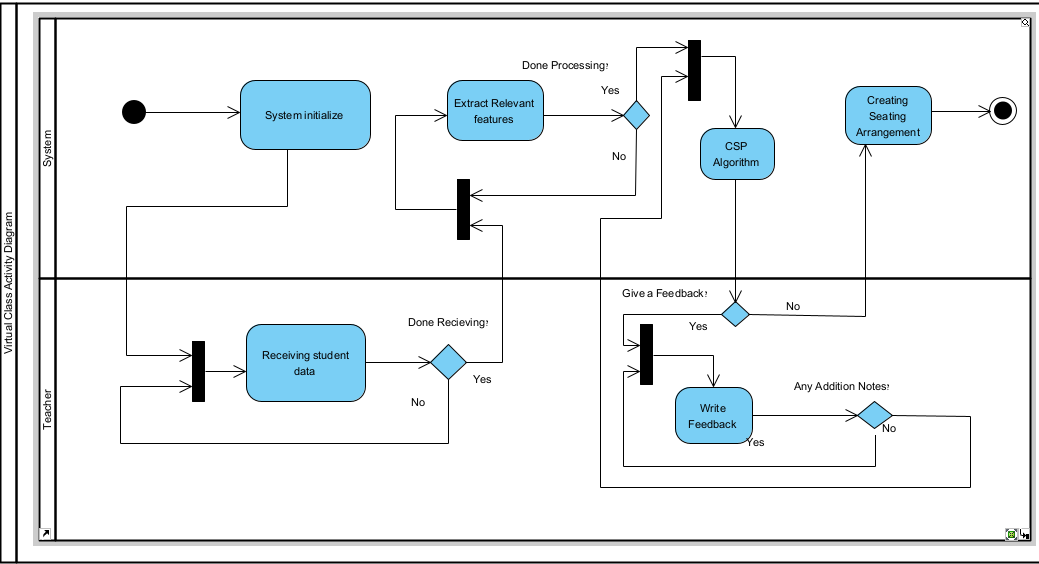 Virtual Class Activity Diagram
System
System initialize
Extract Relevant
features
Done Processing?
Yes
No
CSP
Algorithm
Creating
Seating
Arrangement
Teacher
Receiving student
data
Done Recieving?
Yes
No
Give a Feedback?
Yes
No
Write
Feedback
Any Addition Notes?
Yes
No